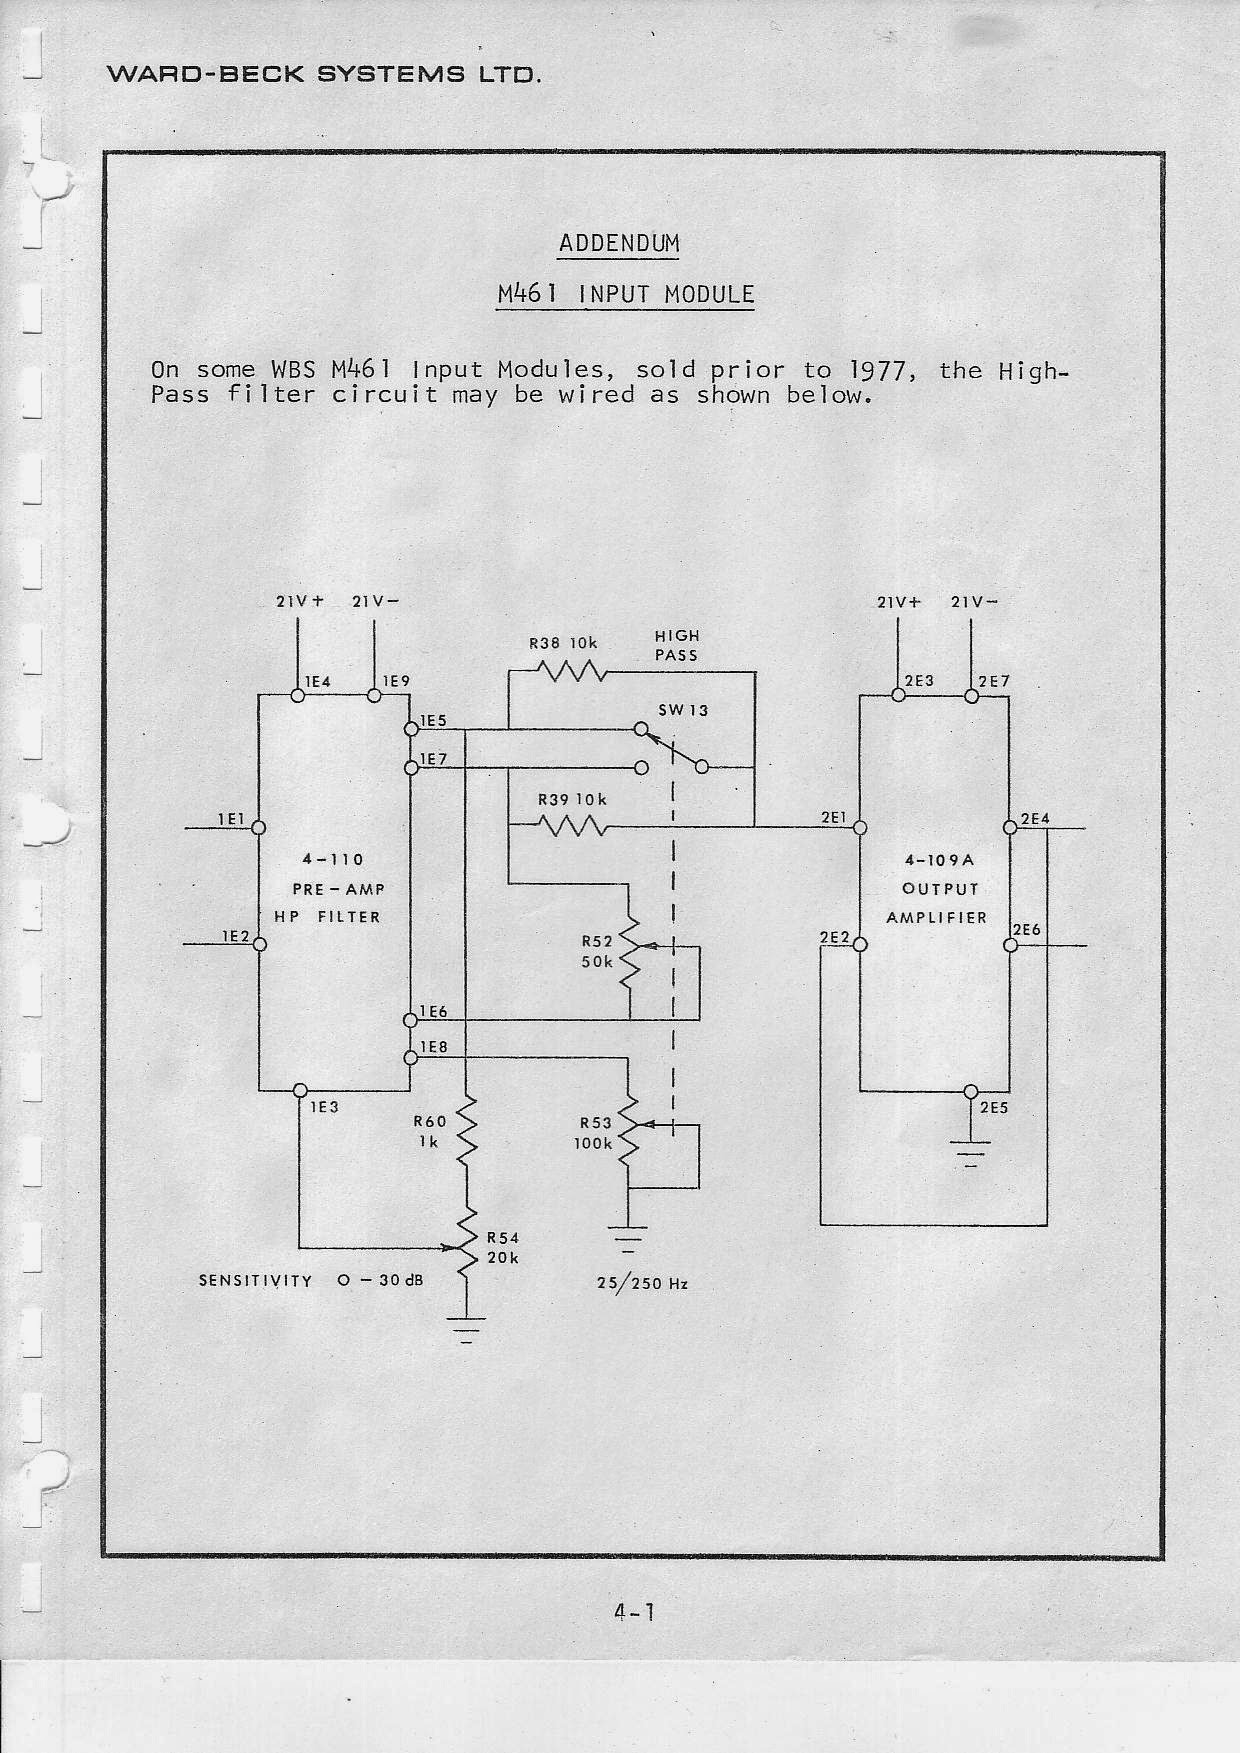 WARD-BECK SYSTEMS LTD.
ADDENDUM
M461 INPUT MODULE
On some WBS M461 Input Modules, sold prior to 1977, the High-
Pass filter circuit may be wired as shown below.
21V+ 21V−
21V+ 21V−
R38 10k
HIGH
PASS
1E4
1E9
2E3
2E7
1E5
SW 13
1E7
R39 10k
1E1
2E1
2E4
4-110
PRE-AMP
HP FILTER
4-109A
OUTPUT
AMPLIFIER
1E2
R52
50k
2E2
2E6
1E6
1E8
1E3
R60
1k
R53
100k
2E5
R54
20k
SENSITIVITY 0 – 30 dB
25/250 Hz
4-1